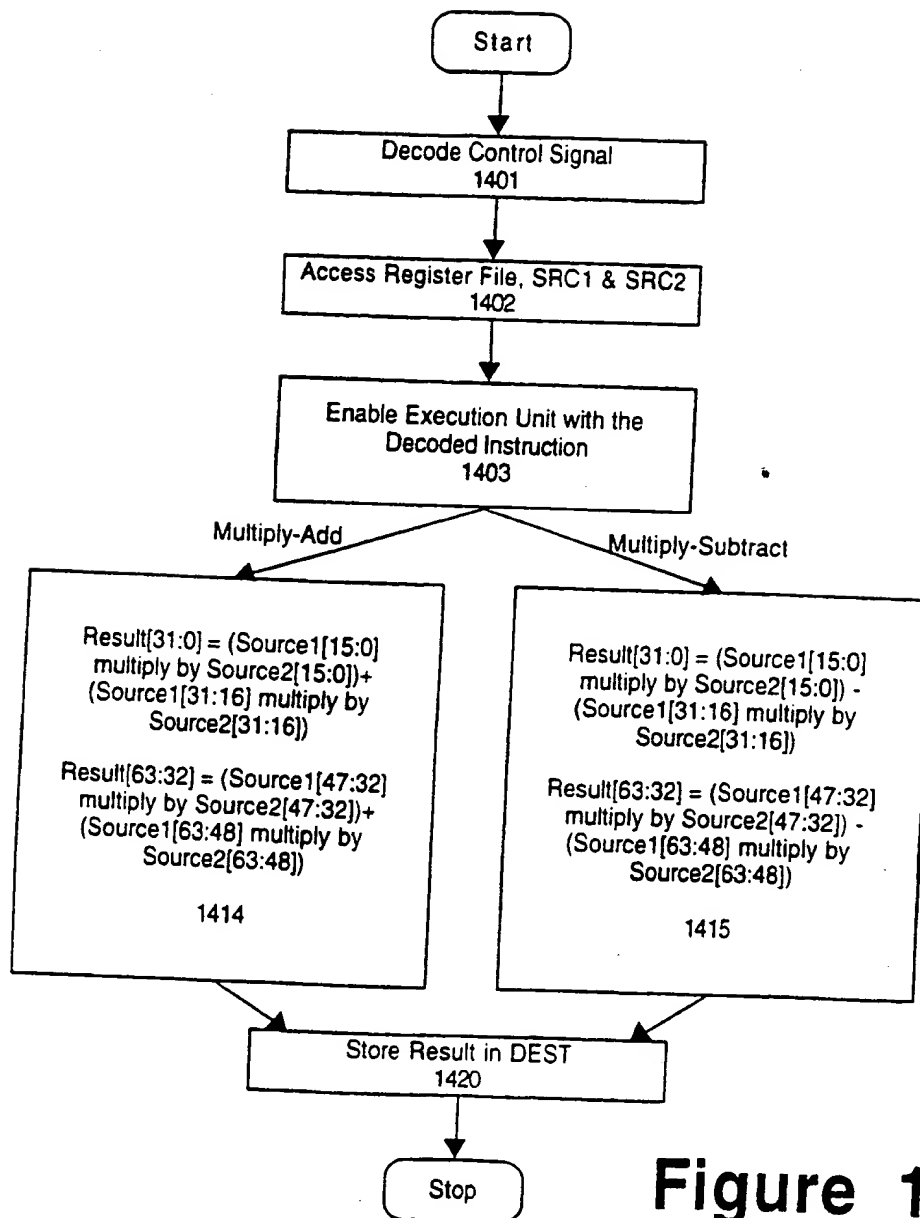 Start
Decode Control Signal
1401
Access Register File, SRC1 & SRC2
1402
Enable Execution Unit with the
Decoded Instruction
1403
Multiply-Add
Multiply-Subtract
Result[31:0] = (Source1[15:0]
multiply by Source2[15:0])+
(Source1[31:16] multiply by
Source2[31:16])
Result[63:32] = (Source1[47:32]
multiply by Source2[47:32])+
(Source1[63:48] multiply by
Source2[63:48])
1414
Result[31:0] = (Source1[15:0]
multiply by Source2[15:0]) -
(Source1[31:16] multiply by
Source2[31:16])
Result[63:32] = (Source1[47:32]
multiply by Source2[47:32]) -
(Source1[63:48] multiply by
Source2[63:48])
1415
Store Result in DEST
1420
Stop
Figure 1